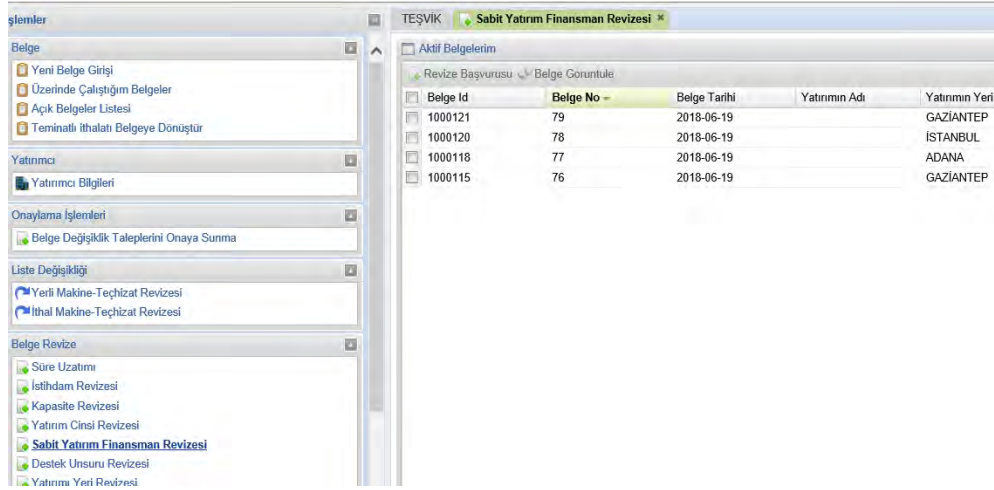 şlemler
Belge
Yeni Belge Girişi
Üzerinde Çalıştığım Belgeler
Açık Belgeler Listesi
Teminatlı ithalatı Belgeye Dönüştür
Yatırımcı
Yatırımcı Bilgileri
Onaylama İşlemleri
Belge Değişiklik Taleplerini Onaya Sunma
Liste Değişikliği
Yerli Makine-Teçhizat Revizesi
İthal Makine-Teçhizat Revizesi
Belge Revize
Süre Uzatımı
İstihdam Revizesi
Kapasite Revizesi
Yatırım Cinsi Revizesi
Sabit Yatırım Finansman Revizesi
Destek Unsuru Revizesi
Yatırımı Yeri Revizesi
TEŞVİK Sabit Yatırım Finansman Revizesi
Aktif Belgelerim
Revize Başvurusu Belge Goruntule
Belge Id Belge No Belge Tarihi Yatırımın Adı Yatırımın Yeri
1000121 79 2018-06-19 GAZİANTEP
1000120 78 2018-06-19 İSTANBUL
1000118 77 2018-06-19 ADANA
1000115 76 2018-06-19 GAZİANTEP